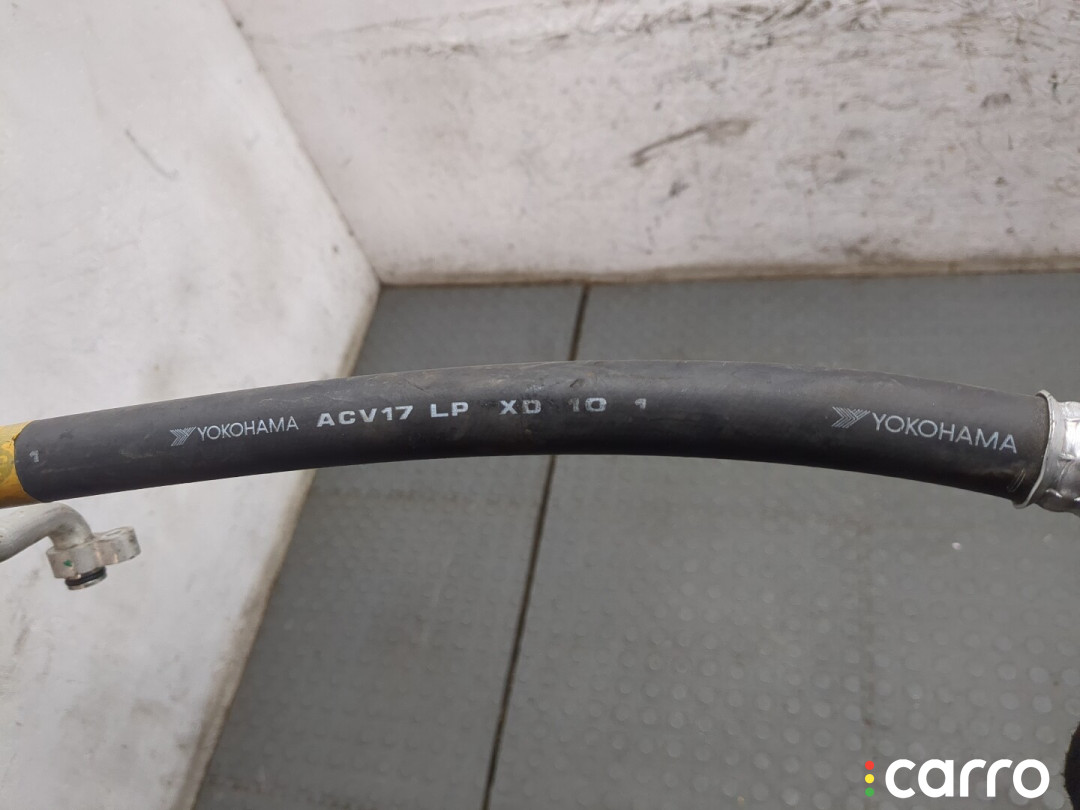 YOKOHAMA ACV17 LP XD 10 1
YOKOHAMA
1
carro